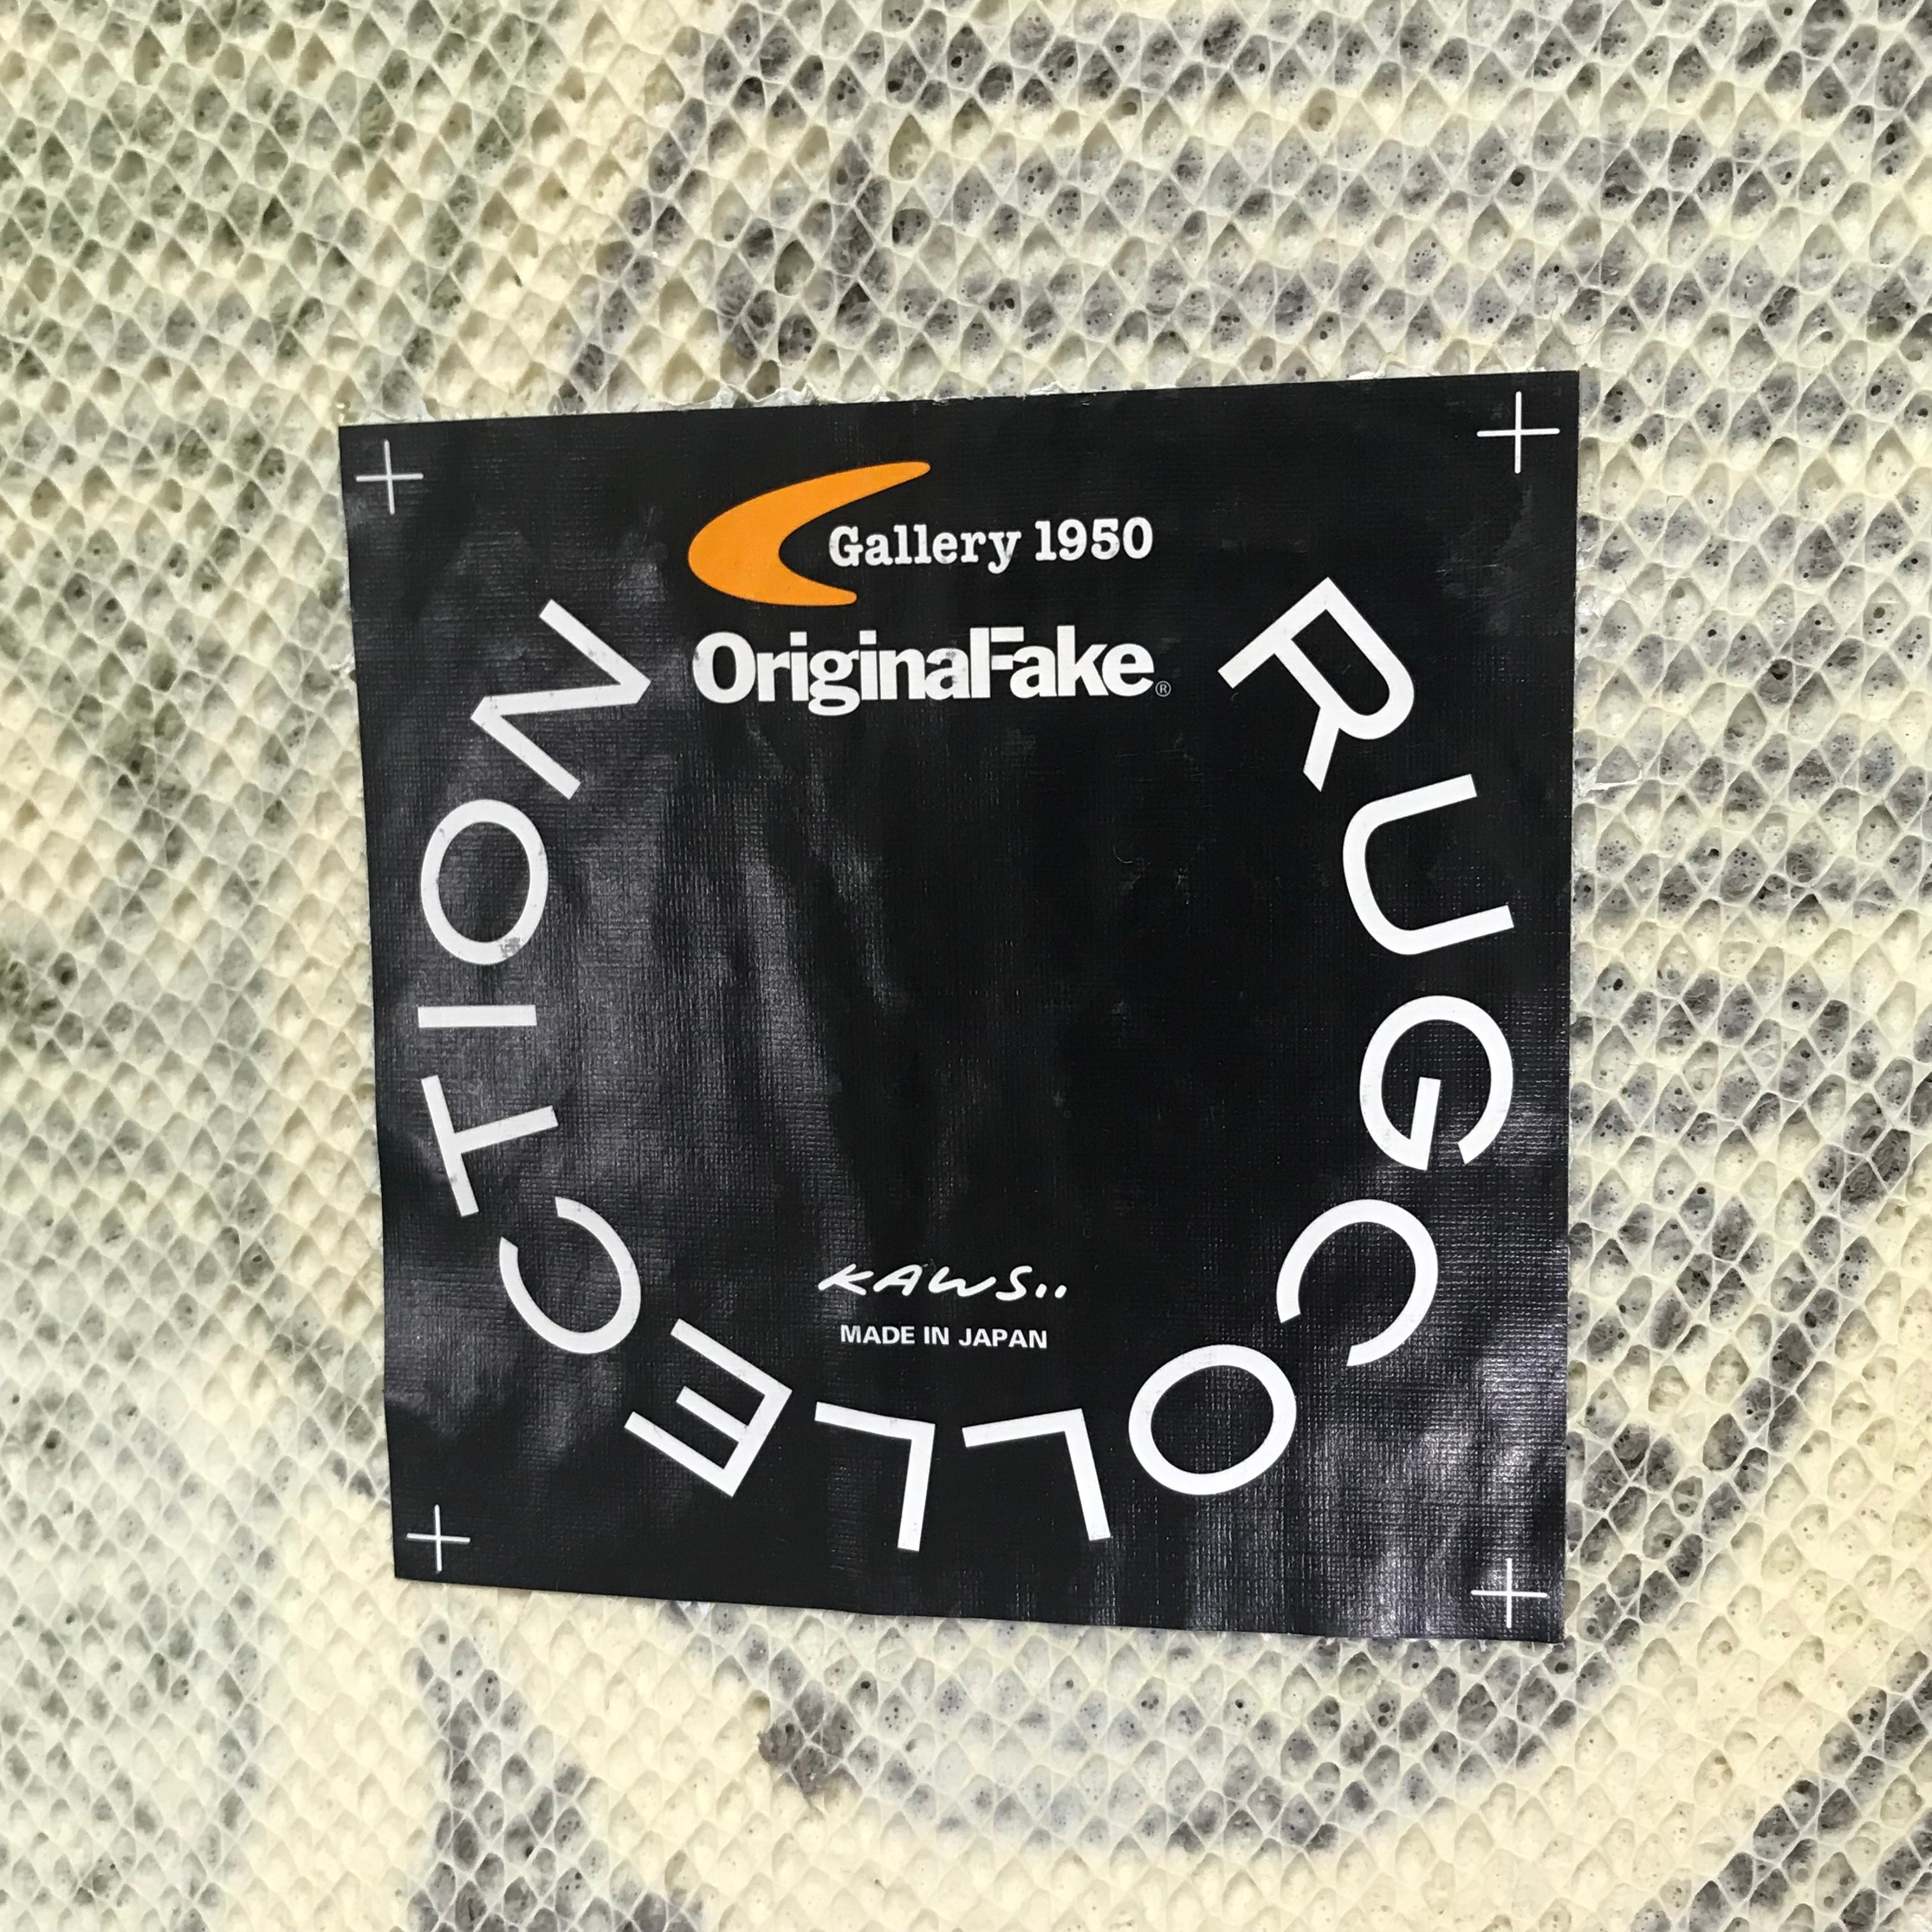 Gallery 1950
OriginalFake®
RUG COLLECTION
KAWS..
MADE IN JAPAN